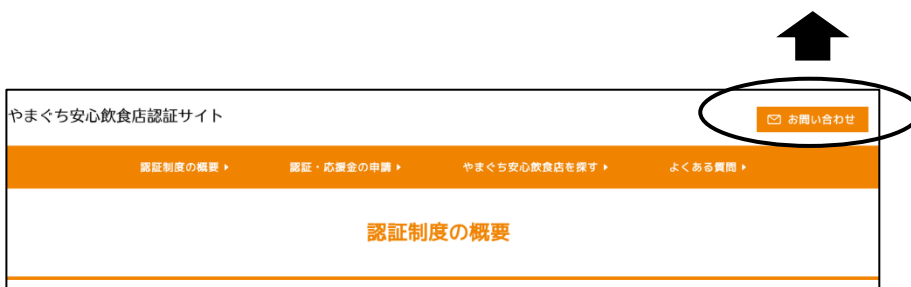 やまぐち安心飲食店認証サイト
お問い合わせ
認証制度の概要 認証・応援金の申請 やまぐち安心飲食店を探す よくある質問
認証制度の概要